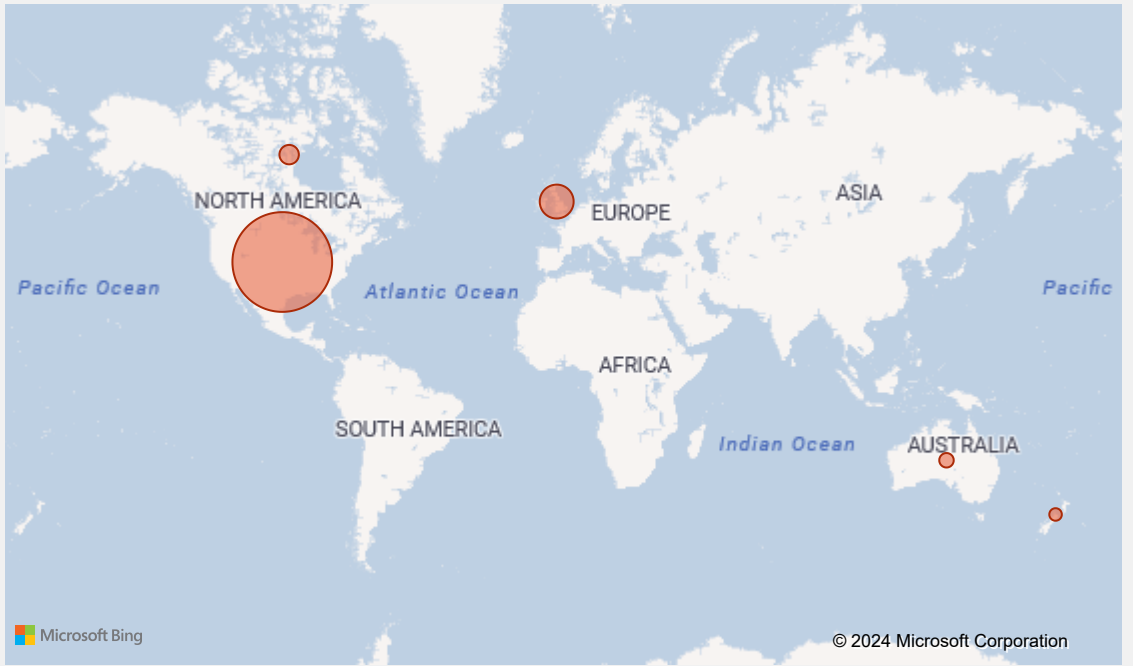 NORTH AMERICA
ASIA
EUROPE
Pacific Ocean
Atlantic Ocean
Pacific
AFRICA
SOUTH AMERICA
Indian Ocean
AUSTRALIA
Microsoft Bing
© 2024 Microsoft Corporation